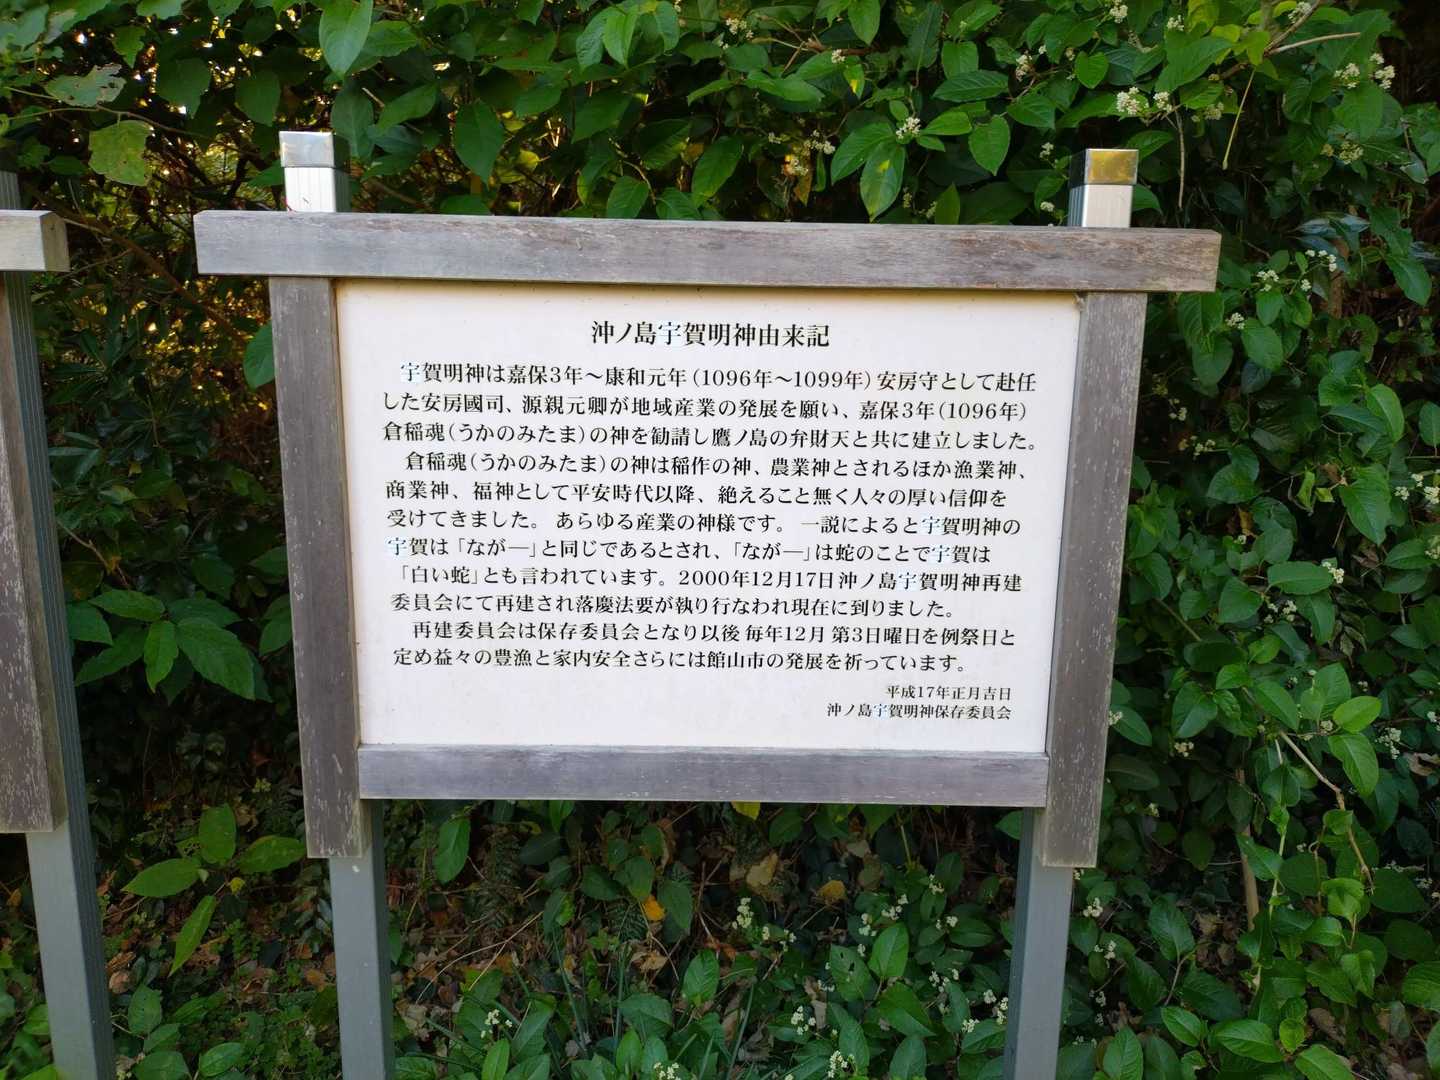 沖ノ島宇賀明神由来記
宇賀明神は嘉保3年～康和元年（1096年～1099年）安房守として赴任
した安房國司、源親元卿が地域産業の発展を願い、嘉保3年（1096年）
倉稲魂（うかのみたま）の神を勧請し鷹ノ島の弁財天と共に建立しました。
倉稲魂（うかのみたま）の神は稲作の神、農業神とされるほか漁業神、
商業神、福神として平安時代以降、絶えること無く人々の厚い信仰を
受けてきました。あらゆる産業の神様です。一説によると宇賀明神の
宇賀は「なが―」と同じであるとされ、「なが―」は蛇のことで宇賀は
「白い蛇」とも言われています。2000年12月17日沖ノ島宇賀明神再建
委員会にて再建され落慶法要が執り行なわれ現在に到りました。
再建委員会は保存委員会となり以後 毎年12月 第3日曜日を例祭日と
定め益々の豊漁と家内安全さらには館山市の発展を祈っています。
平成17年正月吉日
沖ノ島宇賀明神保存委員会